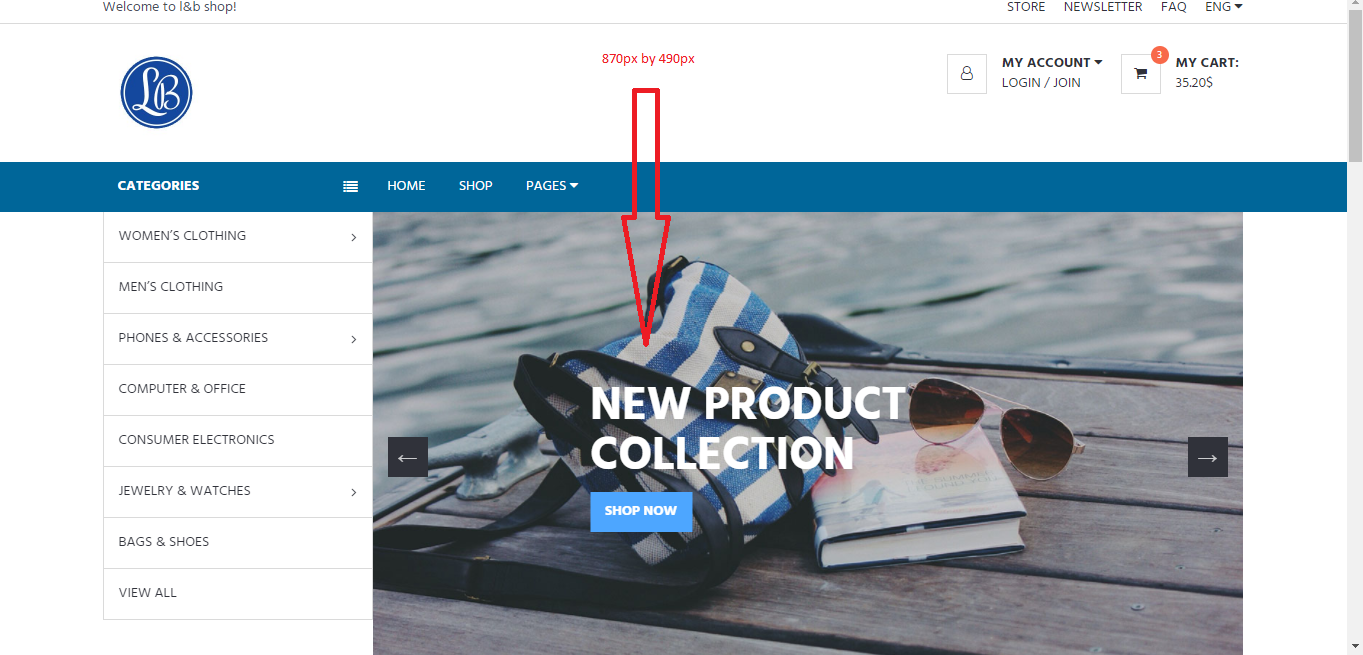 Welcome to l&b shop!
STORE NEWSLETTER FAQ ENG
870px by 490px
LB
MY ACCOUNT
LOGIN / JOIN
3
MY CART:
35.20$
CATEGORIES
HOME SHOP PAGES
WOMEN’S CLOTHING
MEN’S CLOTHING
PHONES & ACCESSORIES
COMPUTER & OFFICE
CONSUMER ELECTRONICS
JEWELRY & WATCHES
BAGS & SHOES
VIEW ALL
NEW PRODUCT
COLLECTION
SHOP NOW